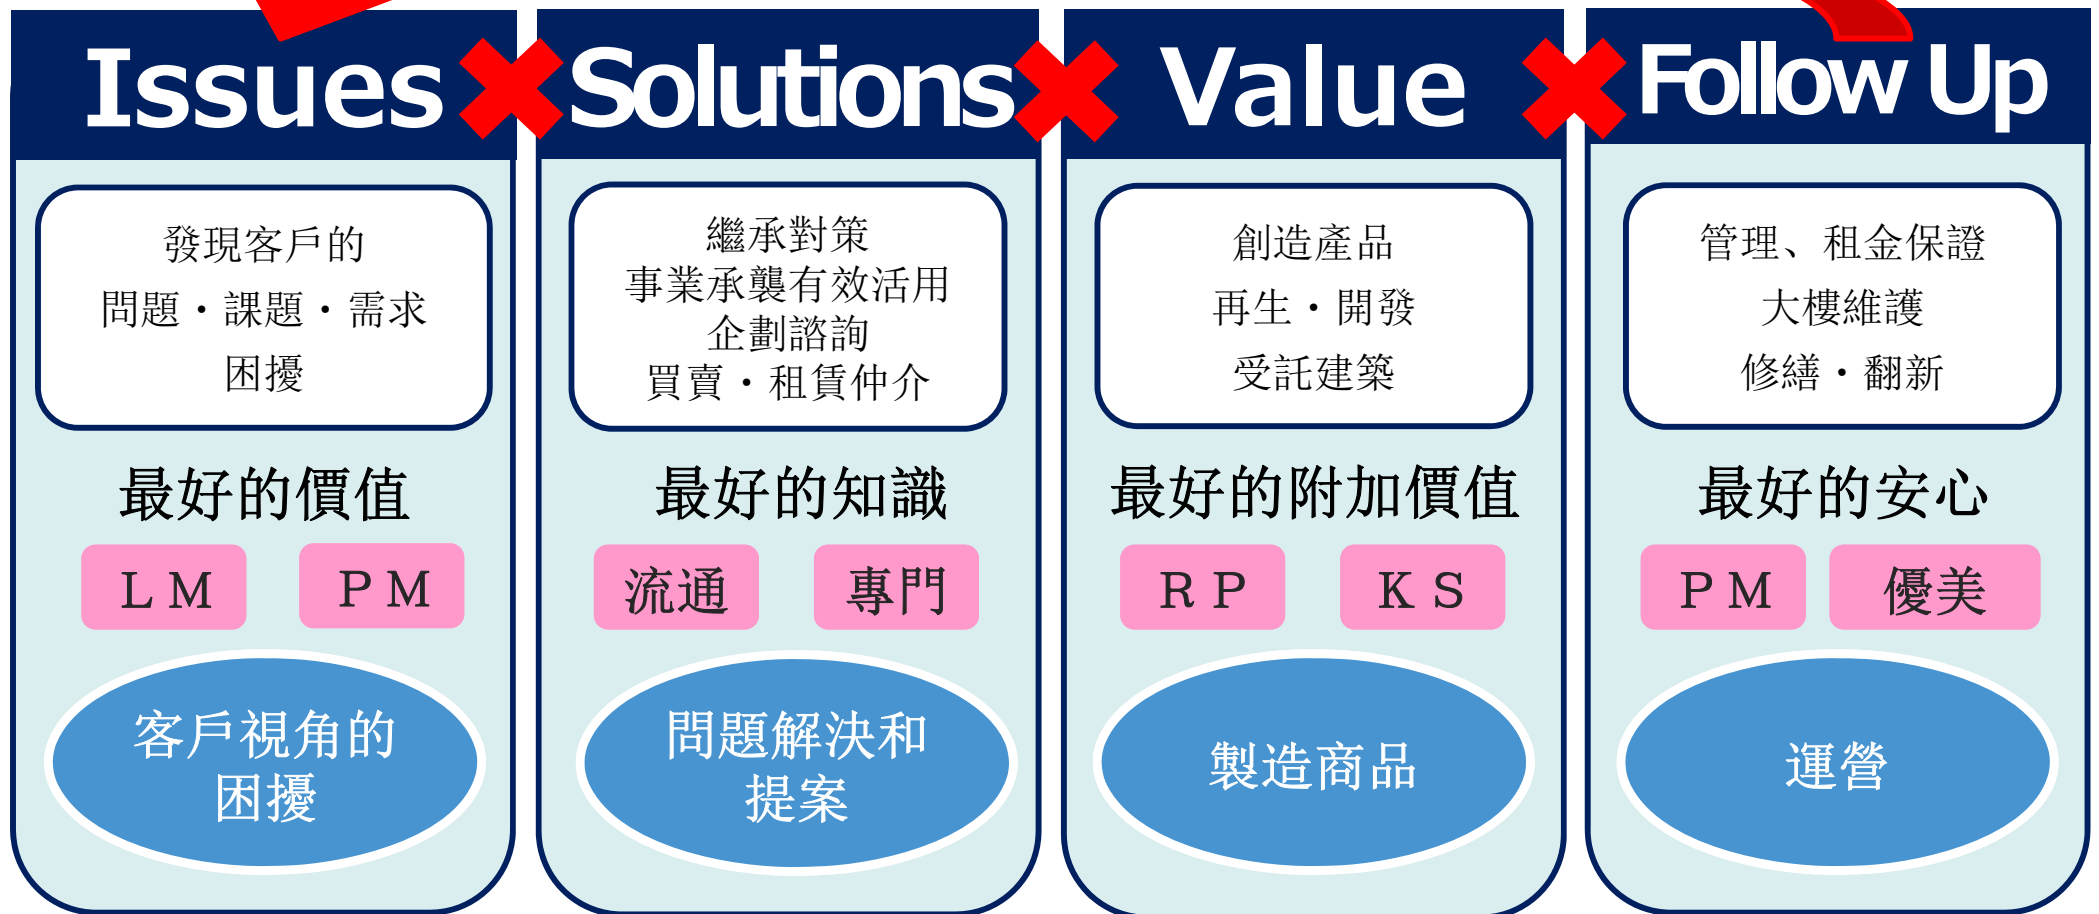 Issues
發現客戶的
問題・課題・需求
困擾
最好的價值
ＬＭ
ＰＭ
客戶視角的
困擾
Solutions
繼承對策
事業承襲有效活用
企劃諮詢
買賣・租賃仲介
最好的知識
流通
專門
問題解決和
提案
Value
創造產品
再生・開發
受託建築
最好的附加價值
ＲＰ
ＫＳ
製造商品
Follow Up
管理、租金保證
大樓維護
修繕・翻新
最好的安心
ＰＭ
優美
運營